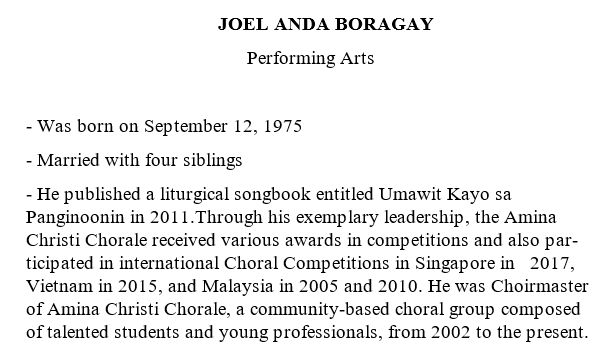 JOEL ANDA BORAGAY
Performing Arts
- Was born on September 12, 1975
- Married with four siblings
- He published a liturgical songbook entitled Umawit Kayo sa
Panginoonin in 2011.Through his exemplary leadership, the Amina
Christi Chorale received various awards in competitions and also par-
ticipated in international Choral Competitions in Singapore in 2017,
Vietnam in 2015, and Malaysia in 2005 and 2010. He was Choirmaster
of Amina Christi Chorale, a community-based choral group composed
of talented students and young professionals, from 2002 to the present.